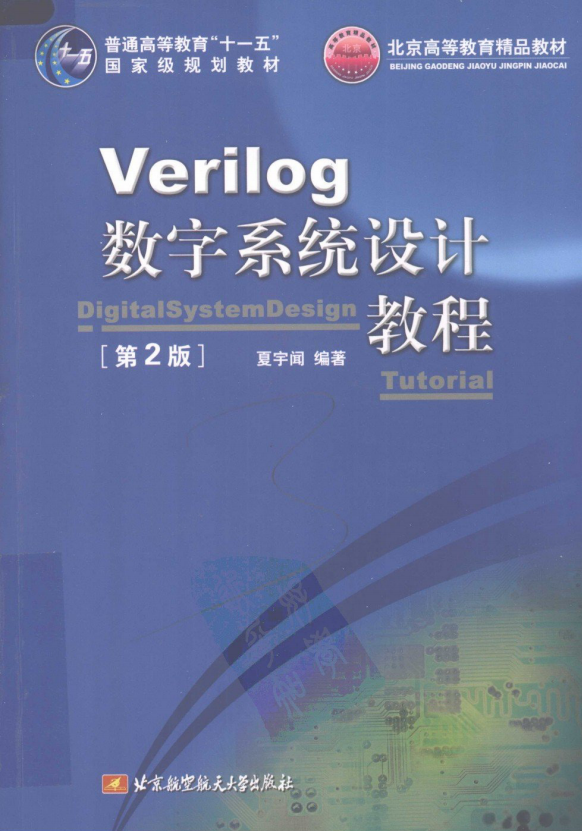 十一五
普通高等教育“十一五”
国家级规划教材
北京高等教育精品教材
BEIJING GAODENG JIAOYU JINGPIN JIAOCAI
Verilog
数字系统设计
DigitalSystemDesign
教程
Tutorial
[第2版]
夏宇闻 编著
北京航空航天大学出版社